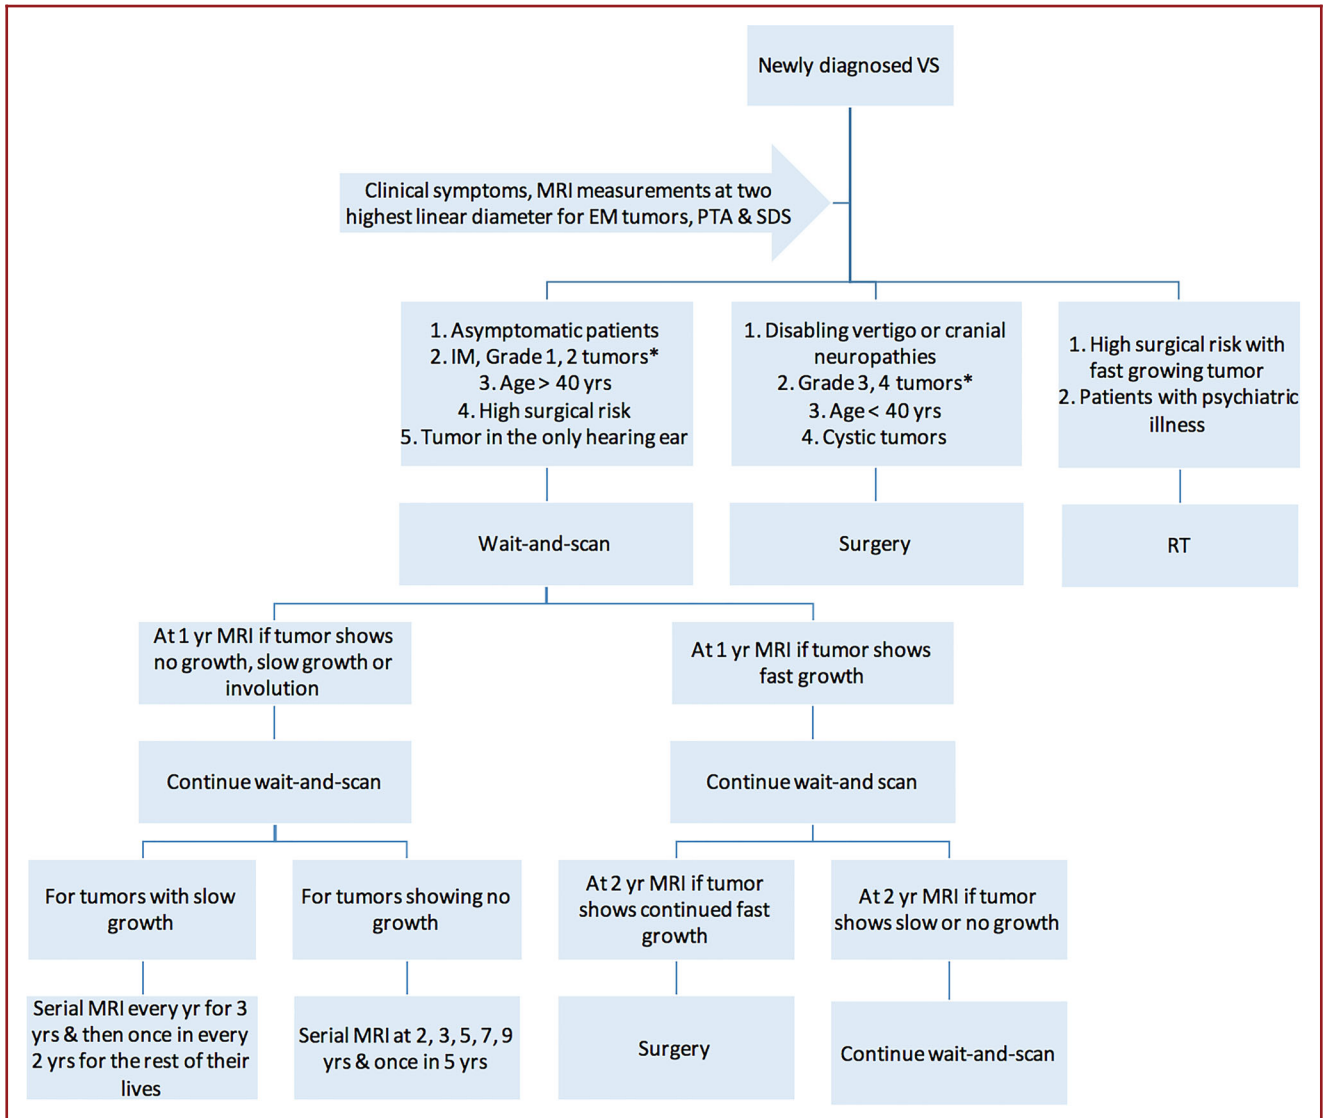 Newly diagnosed VS
Clinical symptoms, MRI measurements at two
highest linear diameter for EM tumors, PTA & SDS
1. Asymptomatic patients
2. IM, Grade 1, 2 tumors*
3. Age > 40 yrs
4. High surgical risk
5. Tumor in the only hearing ear
1. Disabling vertigo or cranial
neuropathies
2. Grade 3, 4 tumors*
3. Age < 40 yrs
4. Cystic tumors
1. High surgical risk with
fast growing tumor
2. Patients with psychiatric
illness
Wait-and-scan
Surgery
RT
At 1 yr MRI if tumor shows
no growth, slow growth or
involution
At 1 yr MRI if tumor shows
fast growth
Continue wait-and-scan
Continue wait-and scan
For tumors with slow
growth
For tumors showing no
growth
At 2 yr MRI if tumor
shows continued fast
growth
At 2 yr MRI if tumor
shows slow or no growth
Serial MRI every yr for 3
yrs & then once in every
2 yrs for the rest of their
lives
Serial MRI at 2, 3, 5, 7, 9
yrs & once in 5 yrs
Surgery
Continue wait-and-scan